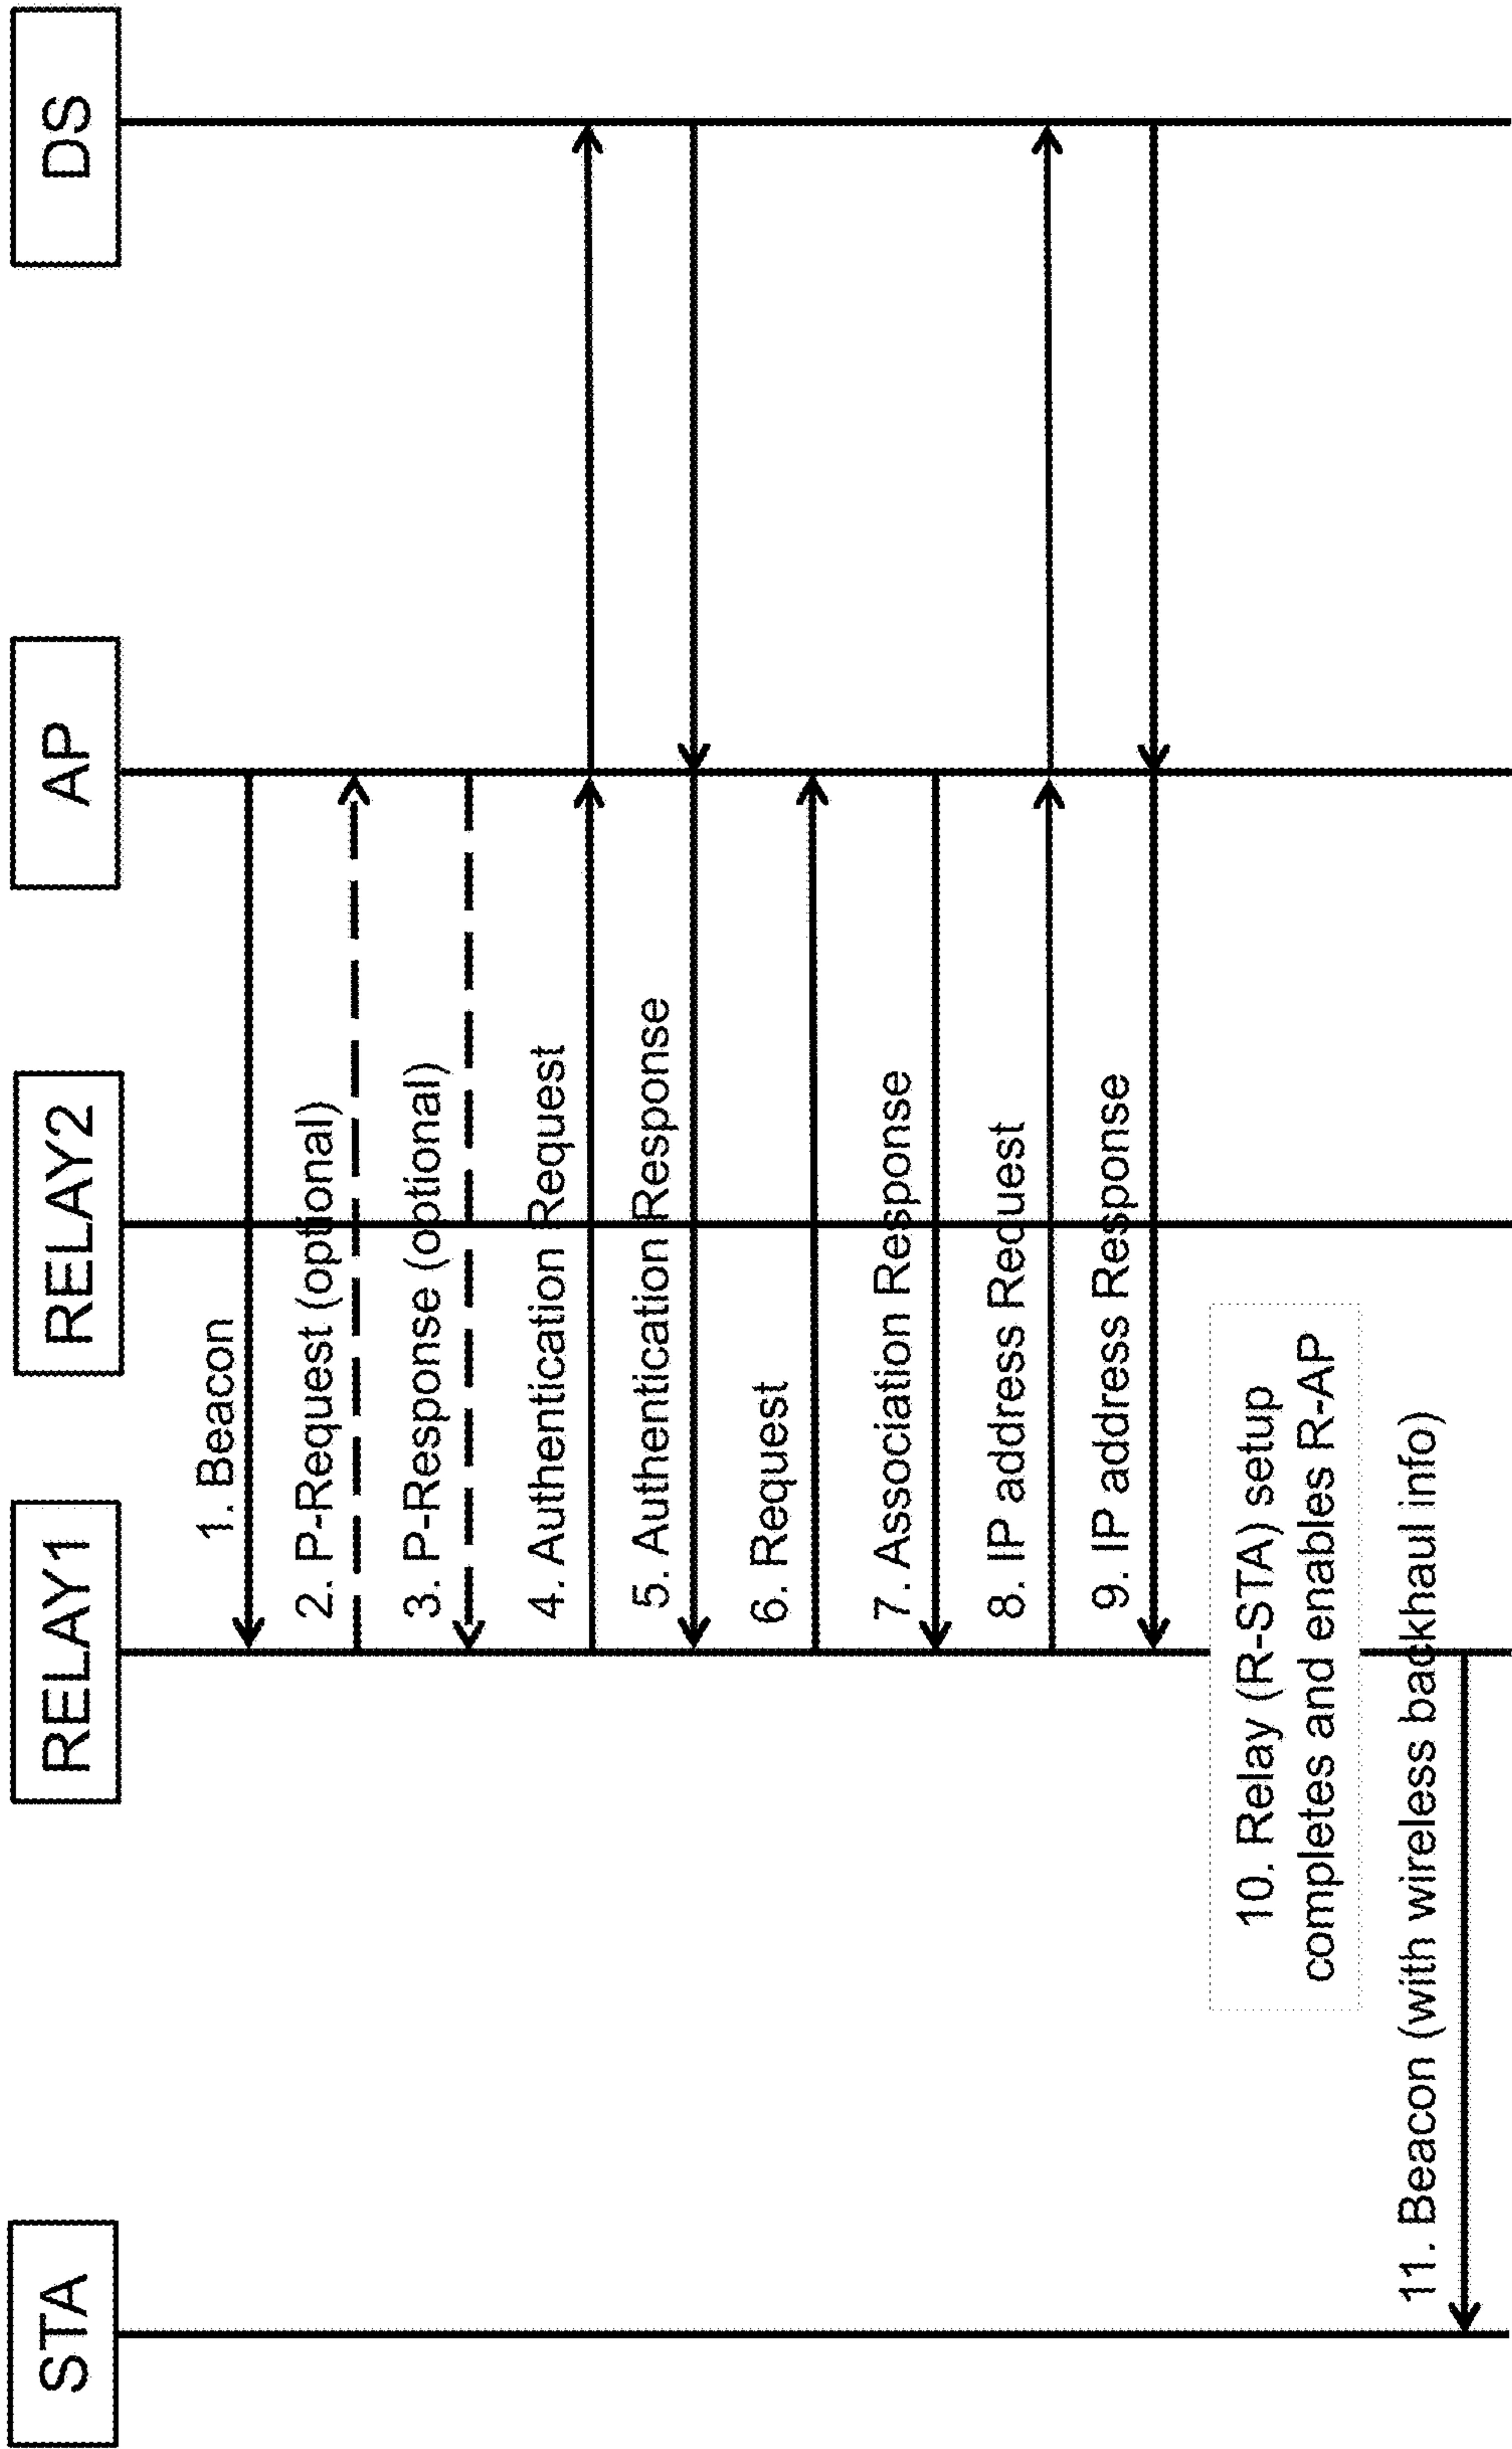 STA
RELAY1
RELAY2
AP
DS
1. Beacon
2. P-Request (optional)
3. P-Response (optional)
4. Authentication Request
5. Authentication Response
6. Request
7. Association Response
8. IP address Request
9. IP address Response
10. Relay (R-STA) setup
completes and enables R-AP
11. Beacon (with wireless backhaul info)